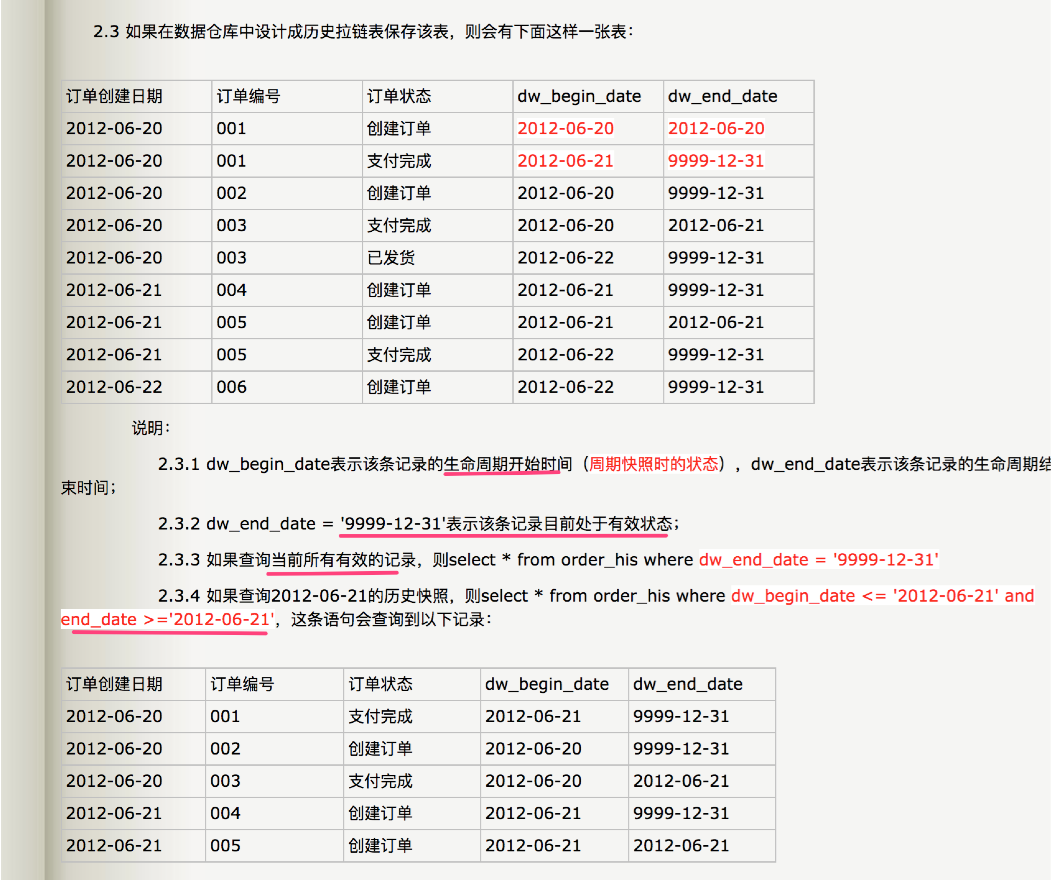 2.3 如果在数据仓库中设计成历史拉链表保存该表，则会有下面这样一张表：
订单创建日期 订单编号 订单状态 dw_begin_date dw_end_date
2012-06-20 001 创建订单 2012-06-20 2012-06-20
2012-06-20 001 支付完成 2012-06-21 9999-12-31
2012-06-20 002 创建订单 2012-06-20 9999-12-31
2012-06-20 003 支付完成 2012-06-20 2012-06-21
2012-06-20 003 已发货 2012-06-22 9999-12-31
2012-06-21 004 创建订单 2012-06-21 9999-12-31
2012-06-21 005 创建订单 2012-06-21 2012-06-21
2012-06-21 005 支付完成 2012-06-22 9999-12-31
2012-06-22 006 创建订单 2012-06-22 9999-12-31
说明：
2.3.1 dw_begin_date表示该条记录的生命周期开始时间（周期快照时的状态），dw_end_date表示该条记录的生命周期结
束时间；
2.3.2 dw_end_date = '9999-12-31'表示该条记录目前处于有效状态；
2.3.3 如果查询当前所有有效的记录，则select * from order_his where dw_end_date = '9999-12-31'
2.3.4 如果查询2012-06-21的历史快照，则select * from order_his where dw_begin_date <= '2012-06-21' and
end_date >='2012-06-21'，这条语句会查询到以下记录：
订单创建日期 订单编号 订单状态 dw_begin_date dw_end_date
2012-06-20 001 支付完成 2012-06-21 9999-12-31
2012-06-20 002 创建订单 2012-06-20 9999-12-31
2012-06-20 003 支付完成 2012-06-20 2012-06-21
2012-06-21 004 创建订单 2012-06-21 9999-12-31
2012-06-21 005 创建订单 2012-06-21 2012-06-21